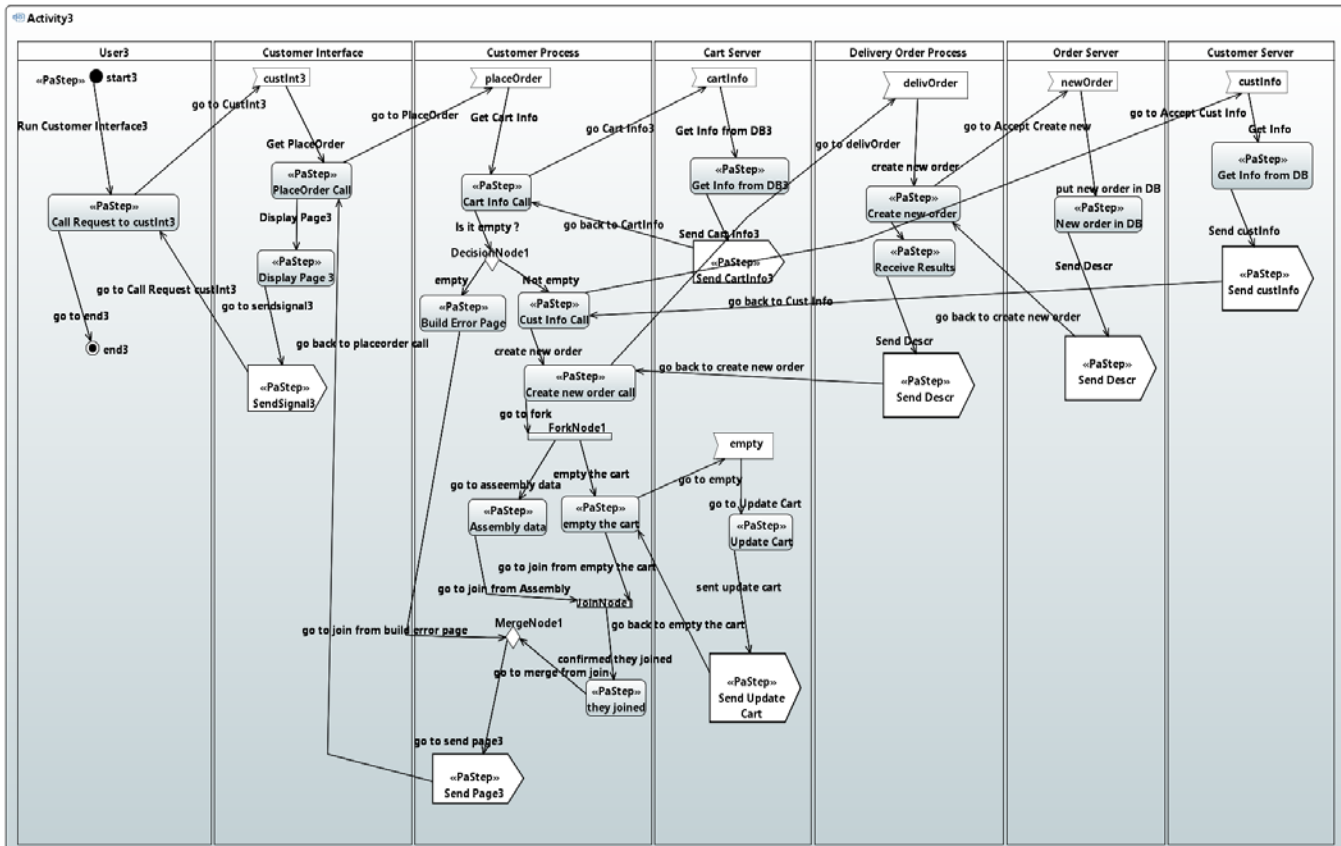 Activity3
User3
Customer Interface
Customer Process
Cart Server
Delivery Order Process
Order Server
Customer Server
«PaStep»
start3
Run Customer Interface3
«PaStep»
Call Request to custInt3
go to end3
end3
go to CustInt3
custInt3
Get PlaceOrder
«PaStep»
PlaceOrder Call
Display Page3
«PaStep»
Display Page 3
go to Call Request custInt3
go to sendsignal3
go back to placeorder call
«PaStep»
SendSignal3
go to PlaceOrder
placeOrder
Get Cart Info
«PaStep»
Cart Info Call
Is it empty ?
DecisionNode1
empty
Not empty
«PaStep»
Build Error Page
«PaStep»
Cust Info Call
create new order
«PaStep»
Create new order call
go to fork
ForkNode1
go to asseembly data
empty the cart
«PaStep»
Assembly data
«PaStep»
empty the cart
go to join from empty the cart
go to join from Assembly
JoinNode1
go to join from build error page
MergeNode1
go back to empty the cart
confirmed they joined
go to merge from join
«PaStep»
they joined
go to send page3
«PaStep»
Send Page3
go Cart Info3
cartInfo
Get Info from DB3
«PaStep»
Get Info from DB3
go back to CartInfo
Send Cart Info3
«PaStep»
Send CartInfo3
empty
go to empty
go to Update Cart
«PaStep»
Update Cart
sent update cart
«PaStep»
Send Update
Cart
go to delivOrder
delivOrder
create new order
«PaStep»
Create new order
«PaStep»
Receive Results
go back to Cust Info
Send Descr
go back to create new order
«PaStep»
Send Descr
go to Accept Create new
newOrder
put new order in DB
«PaStep»
New order in DB
Send Descr
go back to create new order
«PaStep»
Send Descr
go to Accept Cust Info
custInfo
Get Info
«PaStep»
Get Info from DB
Send custInfo
«PaStep»
Send custInfo